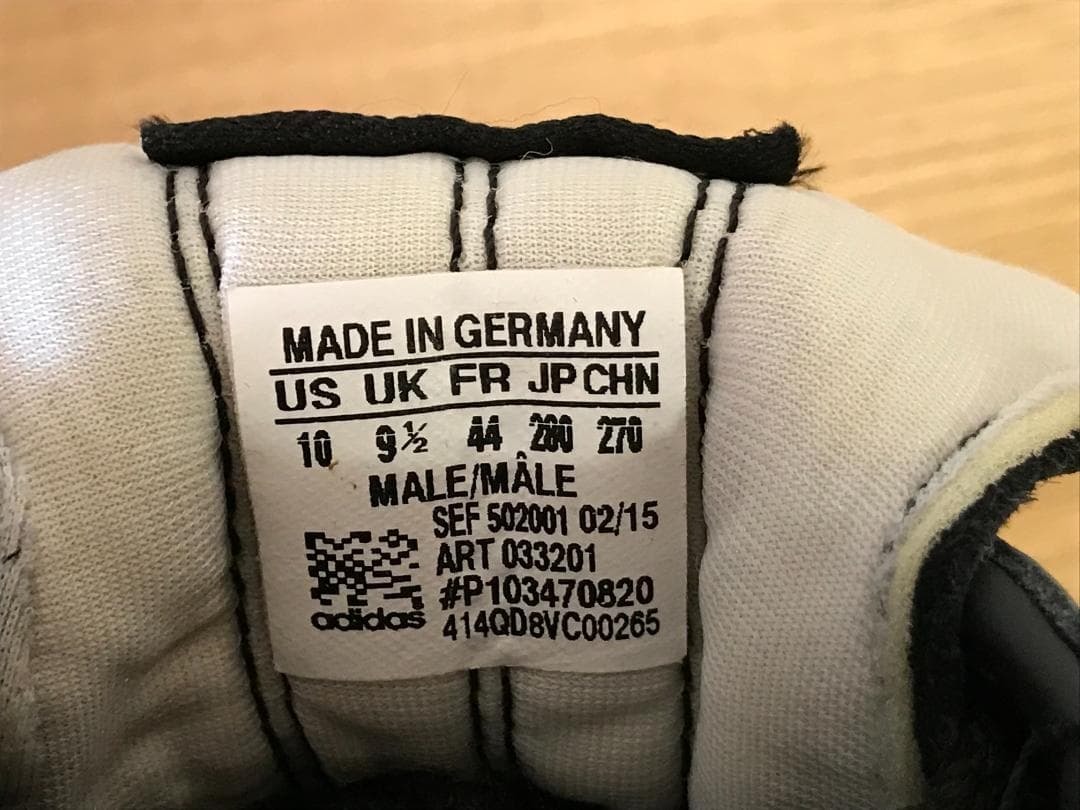 MADE IN GERMANY
US UK FR JP CHN
10 9½ 44 280 270
MALE/MÂLE
SEF 502001 02/15
ART 033201
#P103470820
adidas 414QD8VC00265